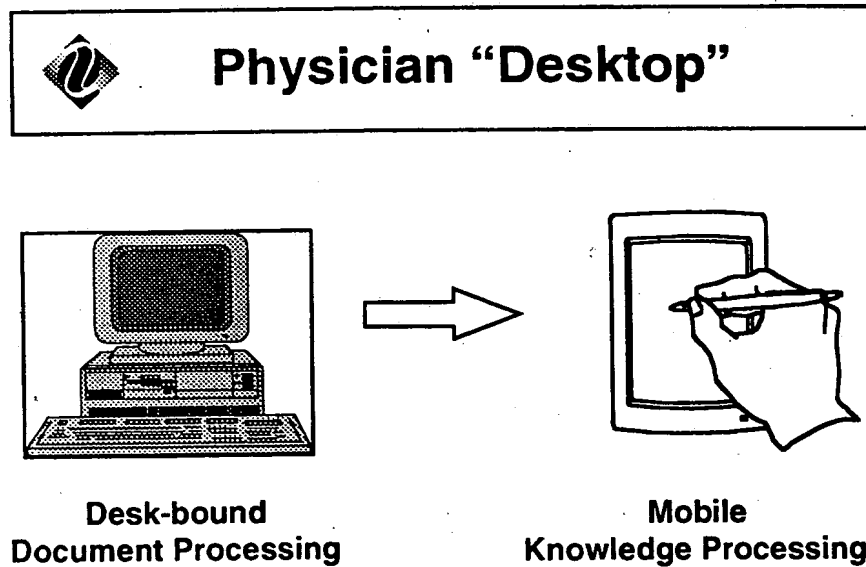 Physician “Desktop”
Desk-bound
Document Processing
Mobile
Knowledge Processing